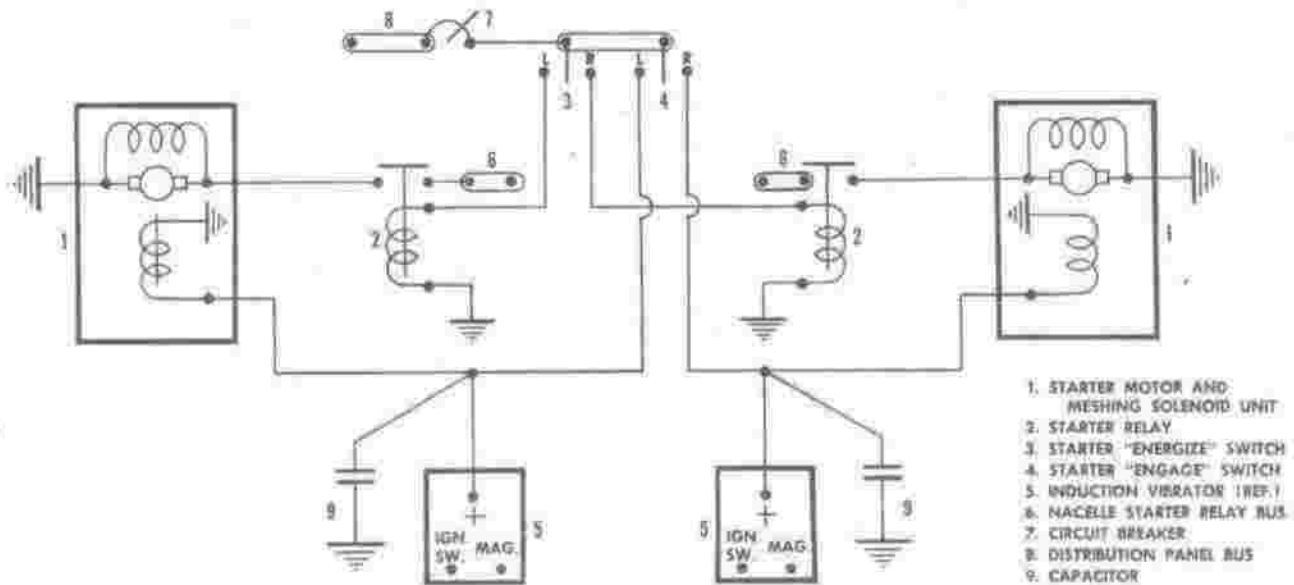 8 7
L R L R
3 4
6 6
1 2 2 1
9 5 5 9
IGN. MAG.
SW.
IGN MAG.
SW.
1. STARTER MOTOR AND
MESHING SOLENOID UNIT
2. STARTER RELAY
3. STARTER "ENERGIZE" SWITCH
4. STARTER "ENGAGE" SWITCH
5. INDUCTION VIBRATOR (REF.)
6. NACELLE STARTER RELAY BUS
7. CIRCUIT BREAKER
8. DISTRIBUTION PANEL BUS
9. CAPACITOR